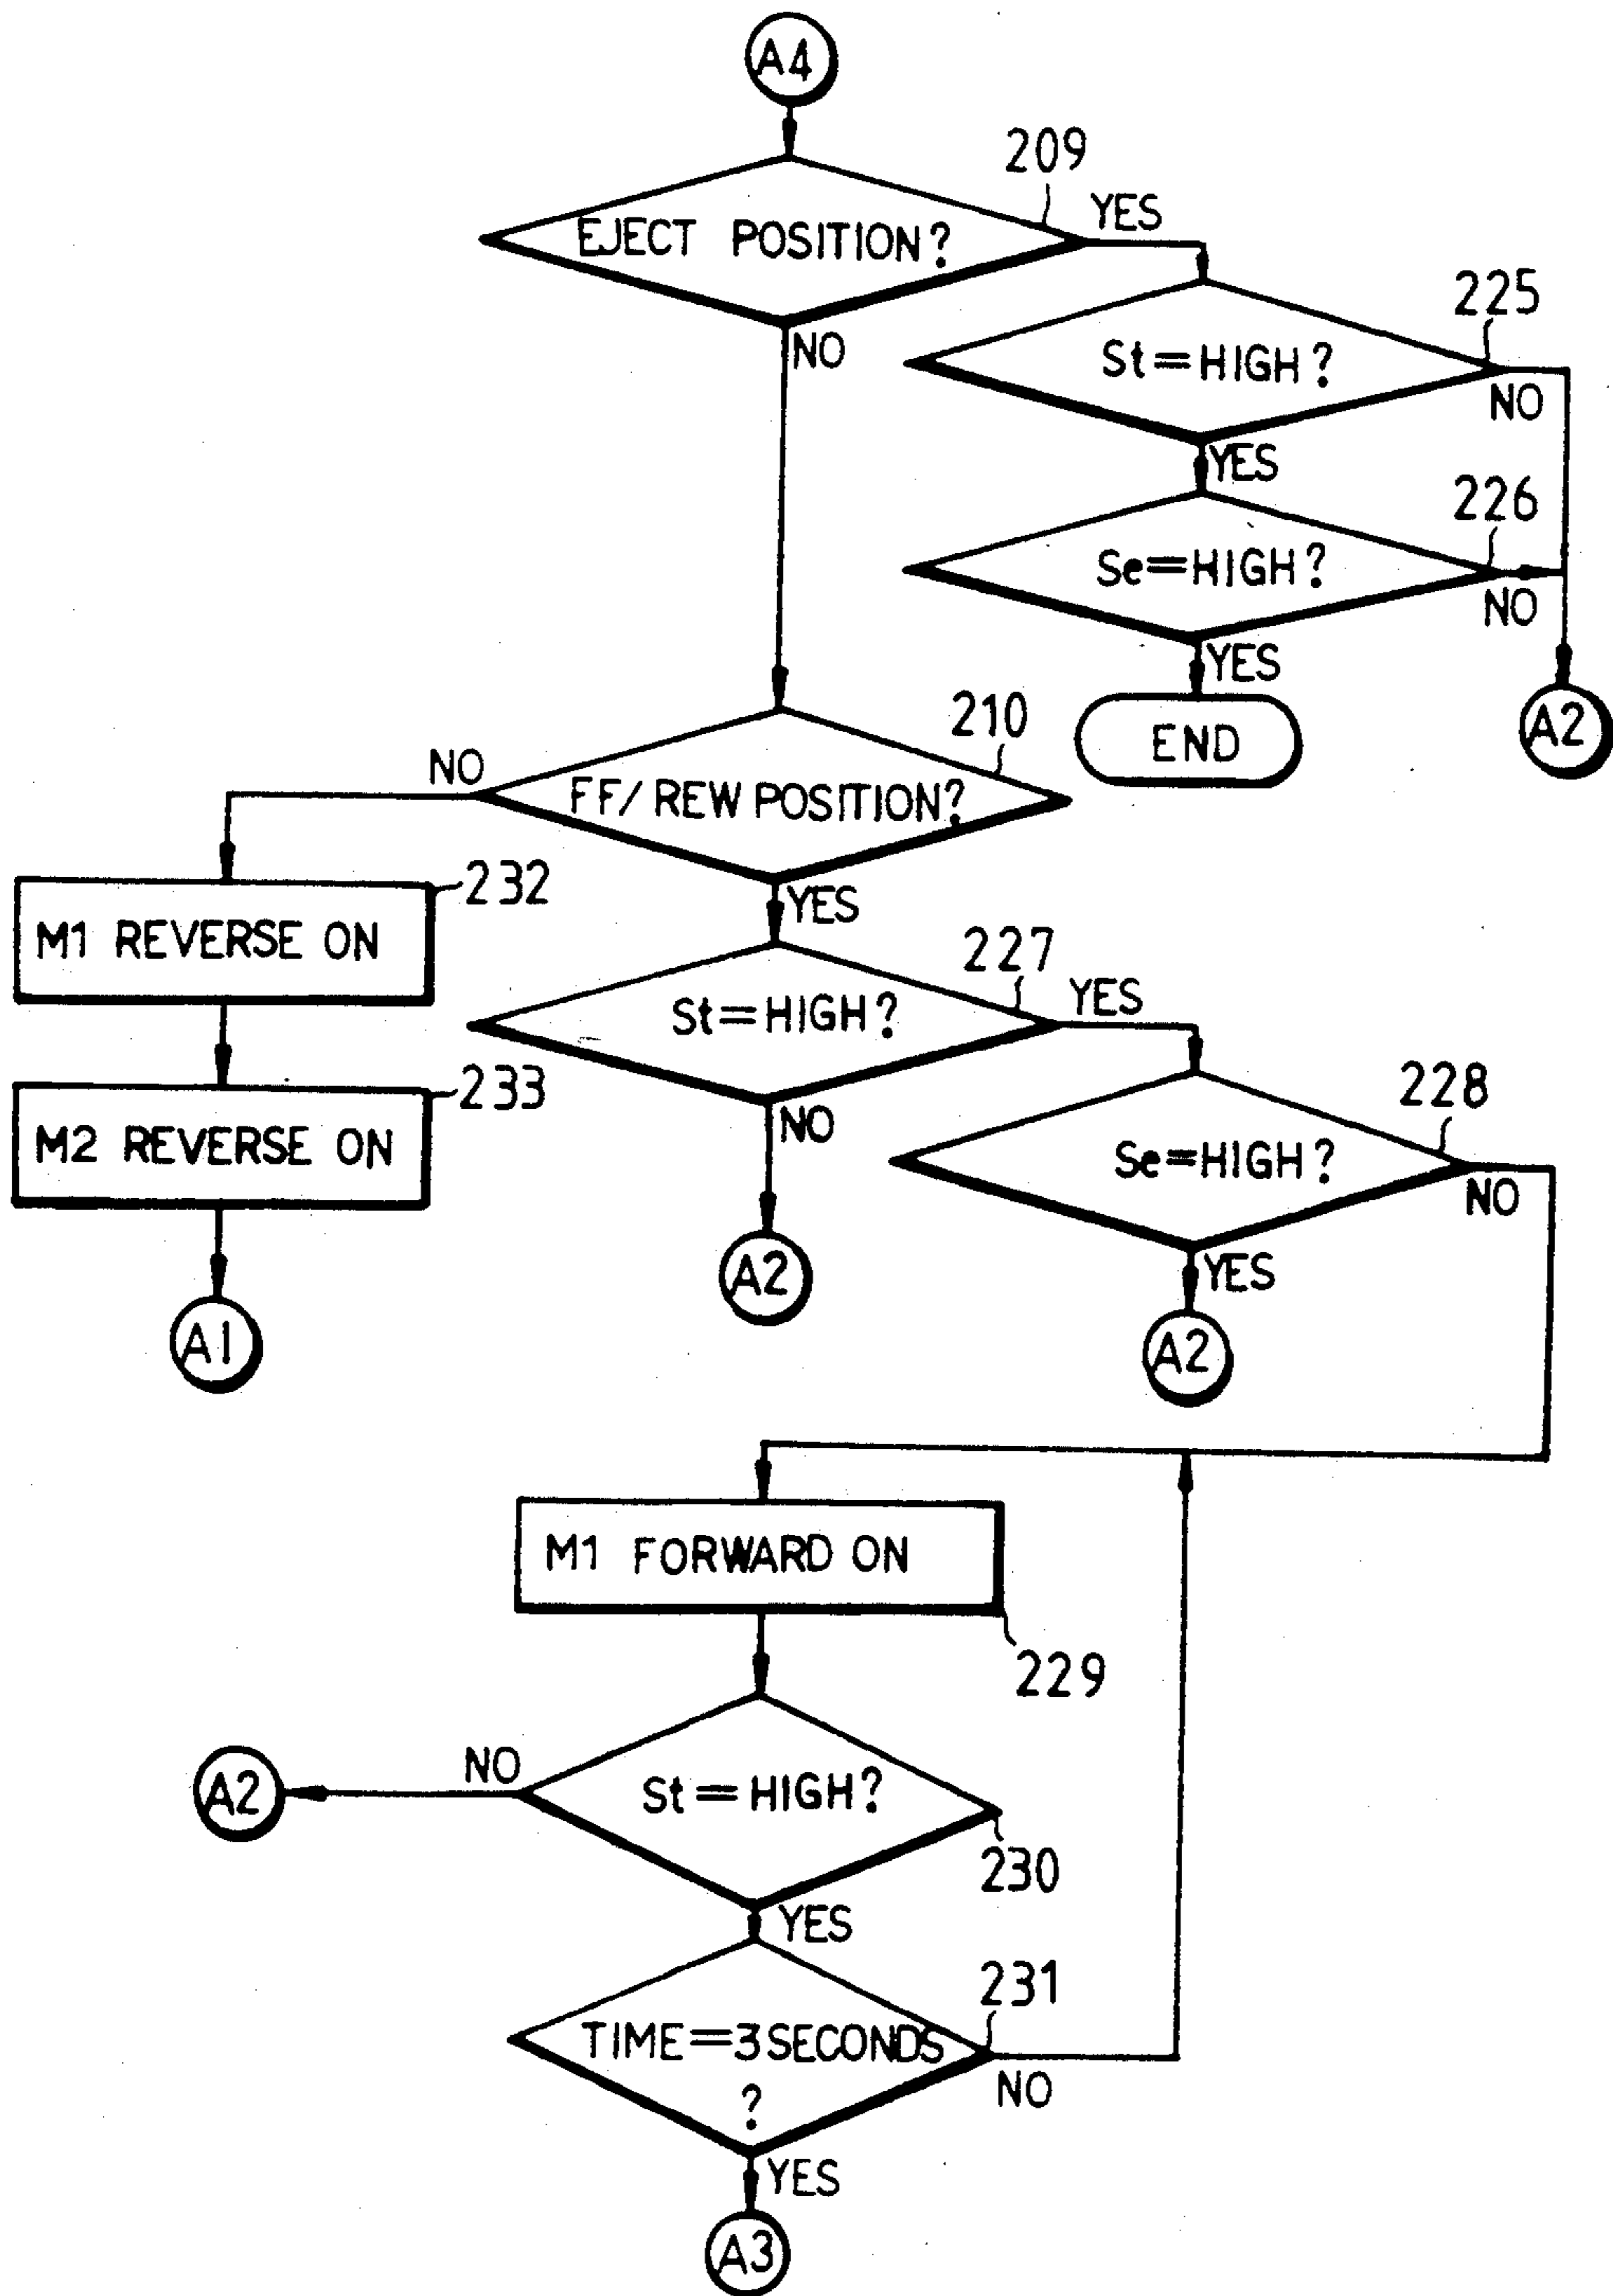 A4
209
YES
EJECT POSITION?
NO
225
St=HIGH?
NO
YES
226
Se=HIGH?
NO
YES
END
A2
210
NO
FF/REW POSITION?
YES
232
M1 REVERSE ON
233
M2 REVERSE ON
A1
227
YES
St=HIGH?
NO
A2
228
Se=HIGH?
NO
YES
A2
M1 FORWARD ON
229
NO
A2
St=HIGH?
230
YES
231
TIME=3SECONDS
?
NO
YES
A3